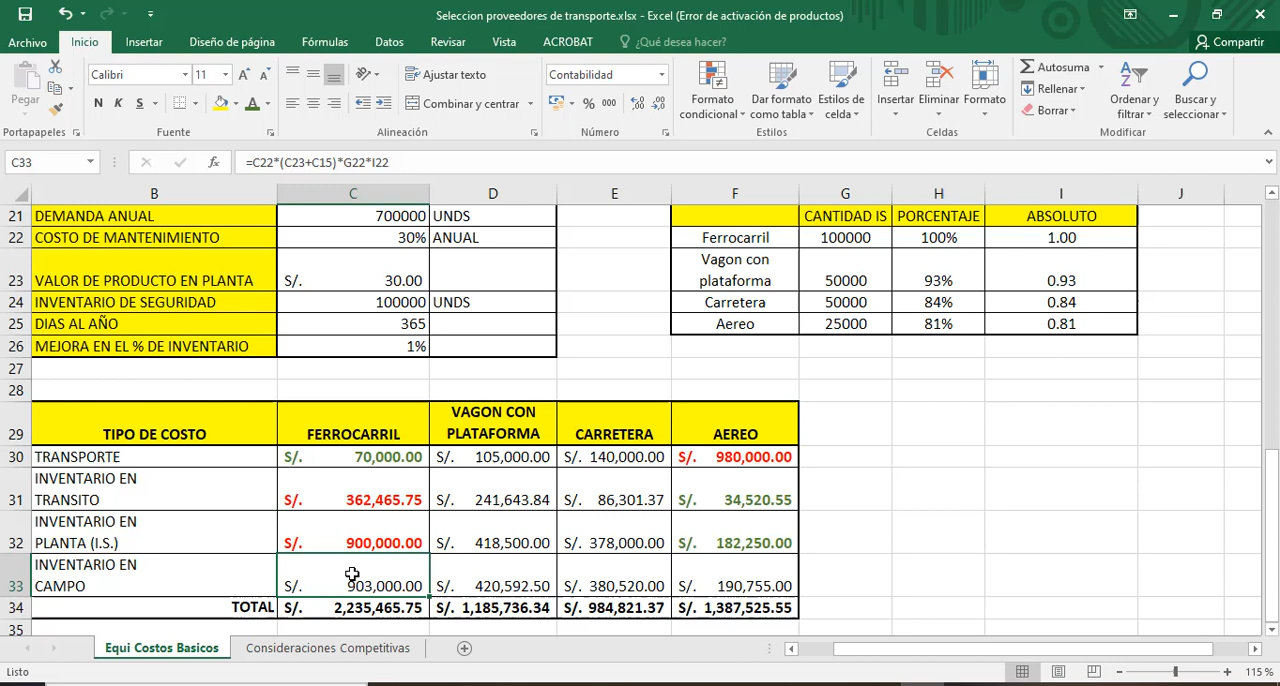 Seleccion proveedores de transporte.xlsx - Excel (Error de activación de productos)
Archivo Inicio Insertar Diseño de página Fórmulas Datos Revisar Vista ACROBAT ¿Qué desea hacer? Compartir
Pegar
Calibri 11
N K S
Ajustar texto
Combinar y centrar
Contabilidad
% 000
Formato condicional
Dar formato como tabla
Estilos de celda
Insertar Eliminar Formato
Autosuma
Rellenar
Borrar
Ordenar y filtrar
Buscar y seleccionar
Portapapeles Fuente Alineación Número Estilos Celdas Modificar
C33 fx =C22*(C23+C15)*G22*I22
B C D E F G H I J
21 DEMANDA ANUAL 700000 UNDS CANTIDAD IS PORCENTAJE ABSOLUTO
22 COSTO DE MANTENIMIENTO 30% ANUAL Ferrocarril 100000 100% 1.00
23 VALOR DE PRODUCTO EN PLANTA S/. 30.00 Vagon con
plataforma 50000 93% 0.93
24 INVENTARIO DE SEGURIDAD 100000 UNDS Carretera 50000 84% 0.84
25 DIAS AL AÑO 365 Aereo 25000 81% 0.81
26 MEJORA EN EL % DE INVENTARIO 1%
27
28
29 TIPO DE COSTO FERROCARRIL VAGON CON
PLATAFORMA CARRETERA AEREO
30 TRANSPORTE S/. 70,000.00 S/. 105,000.00 S/. 140,000.00 S/. 980,000.00
INVENTARIO EN
31 TRANSITO S/. 362,465.75 S/. 241,643.84 S/. 86,301.37 S/. 34,520.55
INVENTARIO EN
32 PLANTA (I.S.) S/. 900,000.00 S/. 418,500.00 S/. 378,000.00 S/. 182,250.00
INVENTARIO EN
33 CAMPO S/. 903,000.00 S/. 420,592.50 S/. 380,520.00 S/. 190,755.00
34 TOTAL S/. 2,235,465.75 S/. 1,185,736.34 S/. 984,821.37 S/. 1,387,525.55
35
Equi Costos Basicos Consideraciones Competitivas
Listo 115 %